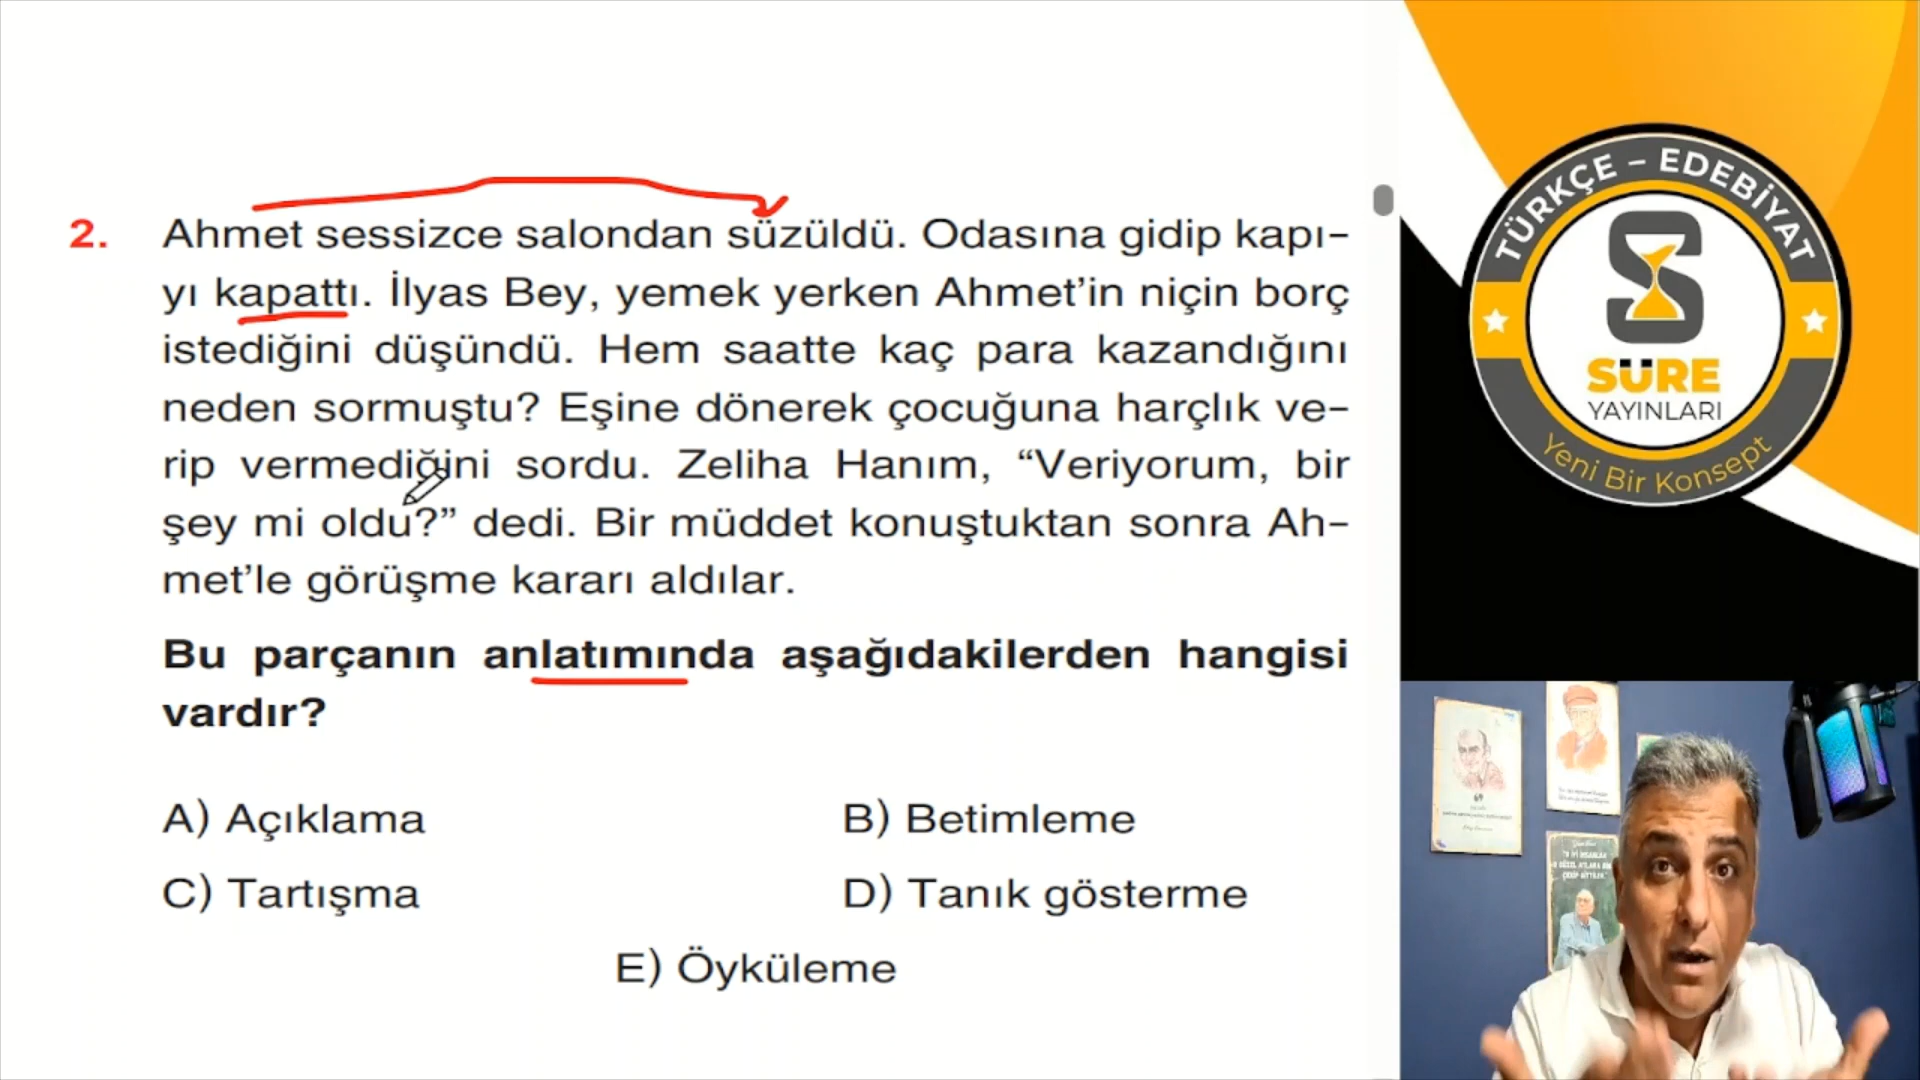 2. Ahmet sessizce salondan süzüldü. Odasına gidip kapı-
yı kapattı. İlyas Bey, yemek yerken Ahmet'in niçin borç
istediğini düşündü. Hem saatte kaç para kazandığını
neden sormuştu? Eşine dönerek çocuğuna harçlık ve-
rip vermediğini sordu. Zeliha Hanım, “Veriyorum, bir
şey mi oldu?” dedi. Bir müddet konuştuktan sonra Ah-
met'le görüşme kararı aldılar.
Bu parçanın anlatımında aşağıdakilerden hangisi
vardır?
A) Açıklama
B) Betimleme
C) Tartışma
D) Tanık gösterme
E) Öyküleme
TÜRKÇE – EDEBİYAT
S
SÜRE
YAYINLARI
Yeni Bir Konsept